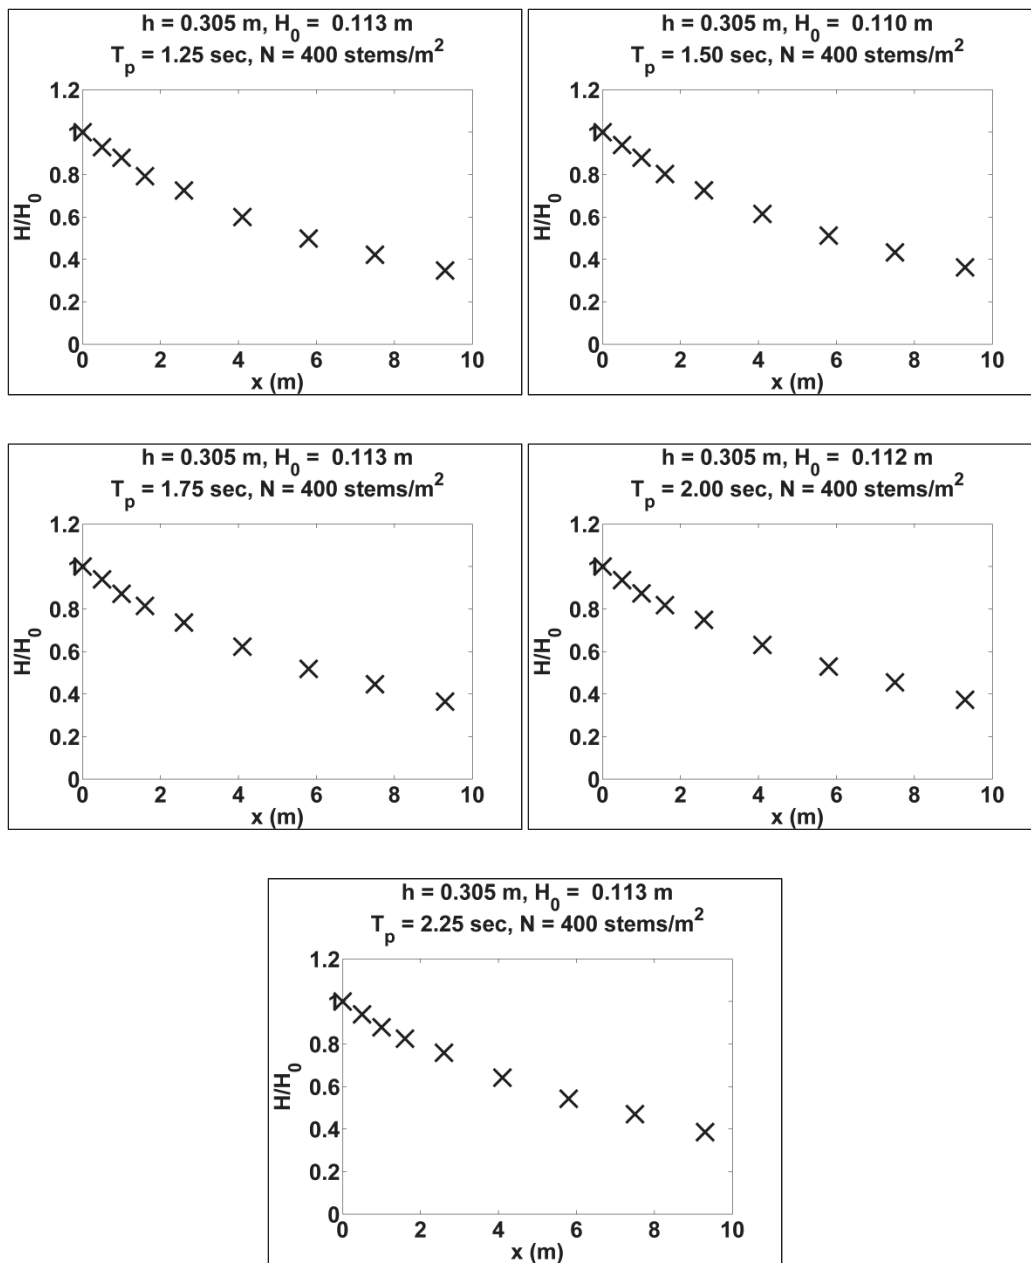 h = 0.305 m, H0 = 0.113 m
Tp = 1.25 sec, N = 400 stems/m2
1.2
1
0.8
0.6
0.4
0.2
0
H/H0
0 2 4 6 8 10
x (m)
h = 0.305 m, H0 = 0.110 m
Tp = 1.50 sec, N = 400 stems/m2
1.2
1
0.8
0.6
0.4
0.2
0
H/H0
0 2 4 6 8 10
x (m)
h = 0.305 m, H0 = 0.113 m
Tp = 1.75 sec, N = 400 stems/m2
1.2
1
0.8
0.6
0.4
0.2
0
H/H0
0 2 4 6 8 10
x (m)
h = 0.305 m, H0 = 0.112 m
Tp = 2.00 sec, N = 400 stems/m2
1.2
1
0.8
0.6
0.4
0.2
0
H/H0
0 2 4 6 8 10
x (m)
h = 0.305 m, H0 = 0.113 m
Tp = 2.25 sec, N = 400 stems/m2
1.2
1
0.8
0.6
0.4
0.2
0
H/H0
0 2 4 6 8 10
x (m)